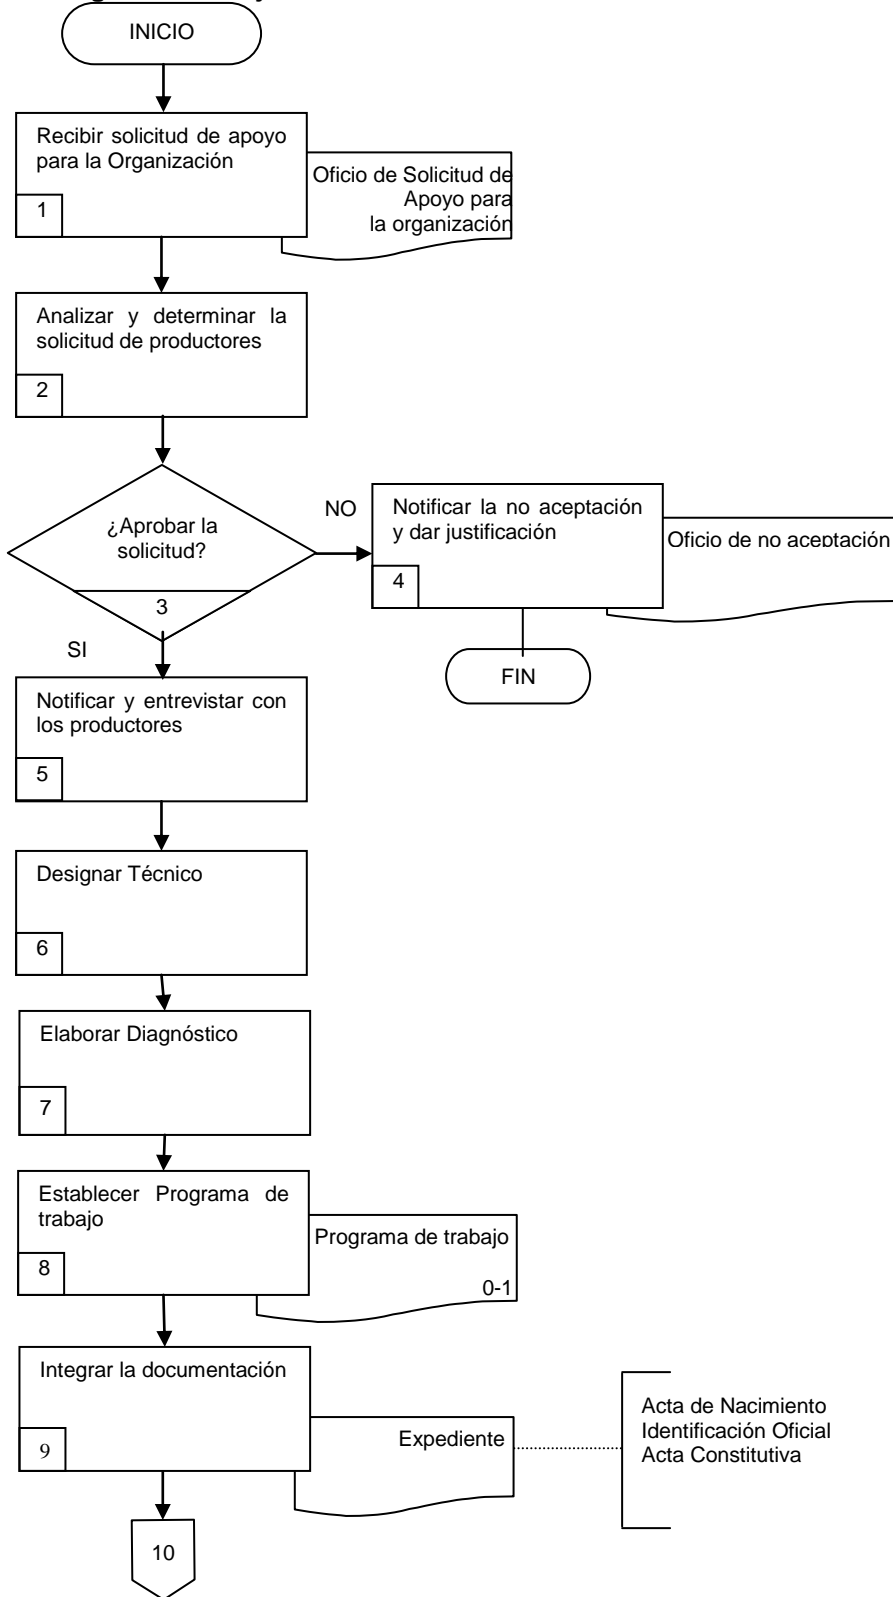 INICIO
Recibir solicitud de apoyo
para la Organización
1
Oficio de Solicitud de
Apoyo para
la organización
Analizar y determinar la
solicitud de productores
2
¿Aprobar la
solicitud?
3
NO
Notificar la no aceptación
y dar justificación
4
Oficio de no aceptación
FIN
SI
Notificar y entrevistar con
los productores
5
Designar Técnico
6
Elaborar Diagnóstico
7
Establecer Programa de
trabajo
8
Programa de trabajo
0-1
Integrar la documentación
9
Expediente
Acta de Nacimiento
Identificación Oficial
Acta Constitutiva
10